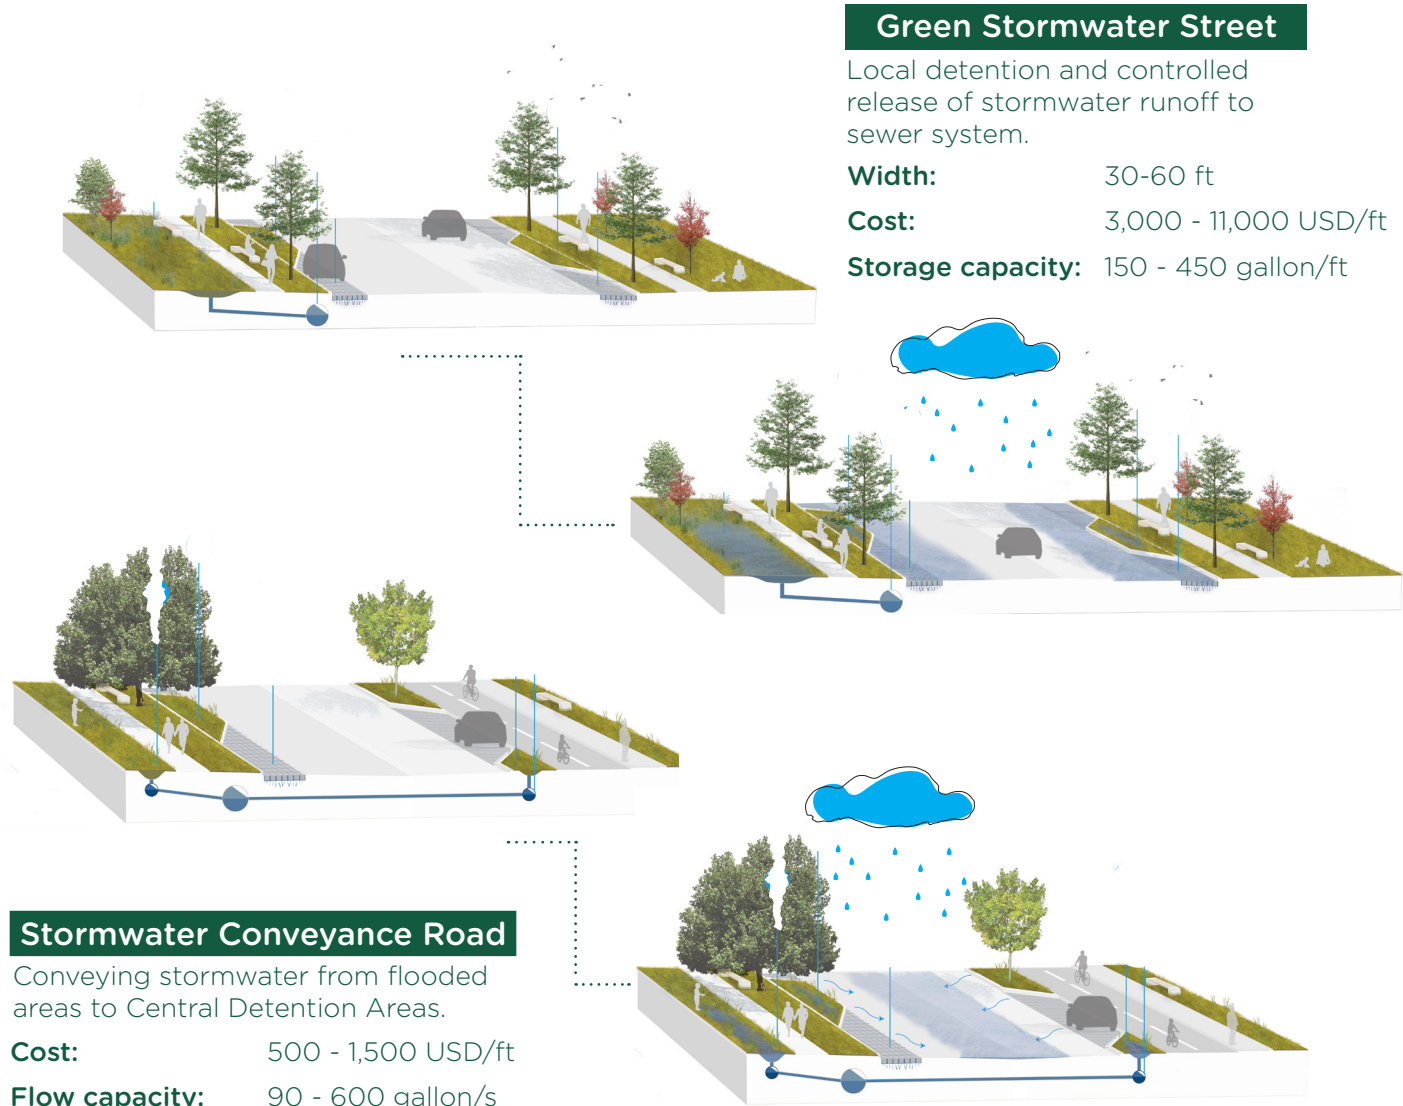 Green Stormwater Street
Local detention and controlled
release of stormwater runoff to
sewer system.
Width: 30-60 ft
Cost: 3,000 - 11,000 USD/ft
Storage capacity: 150 - 450 gallon/ft
Stormwater Conveyance Road
Conveying stormwater from flooded
areas to Central Detention Areas.
Cost: 500 - 1,500 USD/ft
Flow capacity: 90 - 600 gallon/s